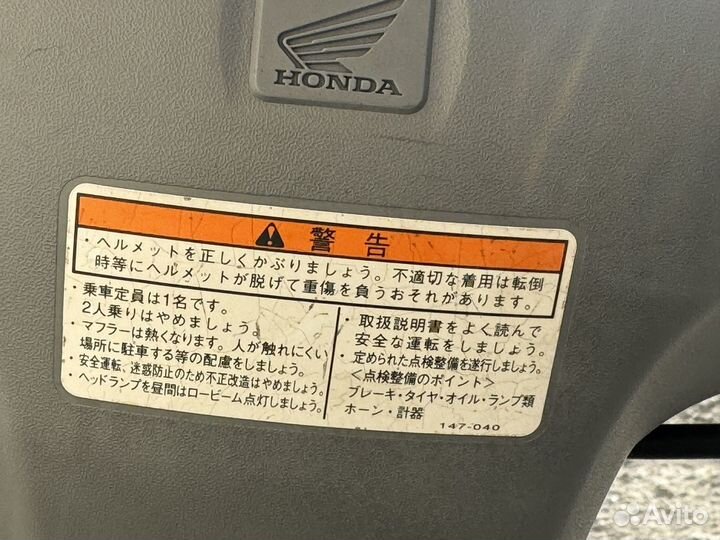 HONDA
警告
・ヘルメットを正しくかぶりましょう。不適切な着用は転倒
時等にヘルメットが脱げて重傷を負うおそれがあります。
・乗車定員は1名です。
2人乗りはやめましょう。
・マフラーは熱くなります。人が触れにくい
場所に駐車する等の配慮をしましょう。
・安全運転、迷惑防止のため不正改造はやめましょう。
・ヘッドランプを昼間はロービーム点灯しましょう。
・取扱説明書をよく読んで
安全な運転をしましょう。
・定められた点検整備を遂行しましょう。
<点検整備のポイント>
ブレーキ・タイヤ・オイル・ランプ類
ホーン・計器
147-040
Avito